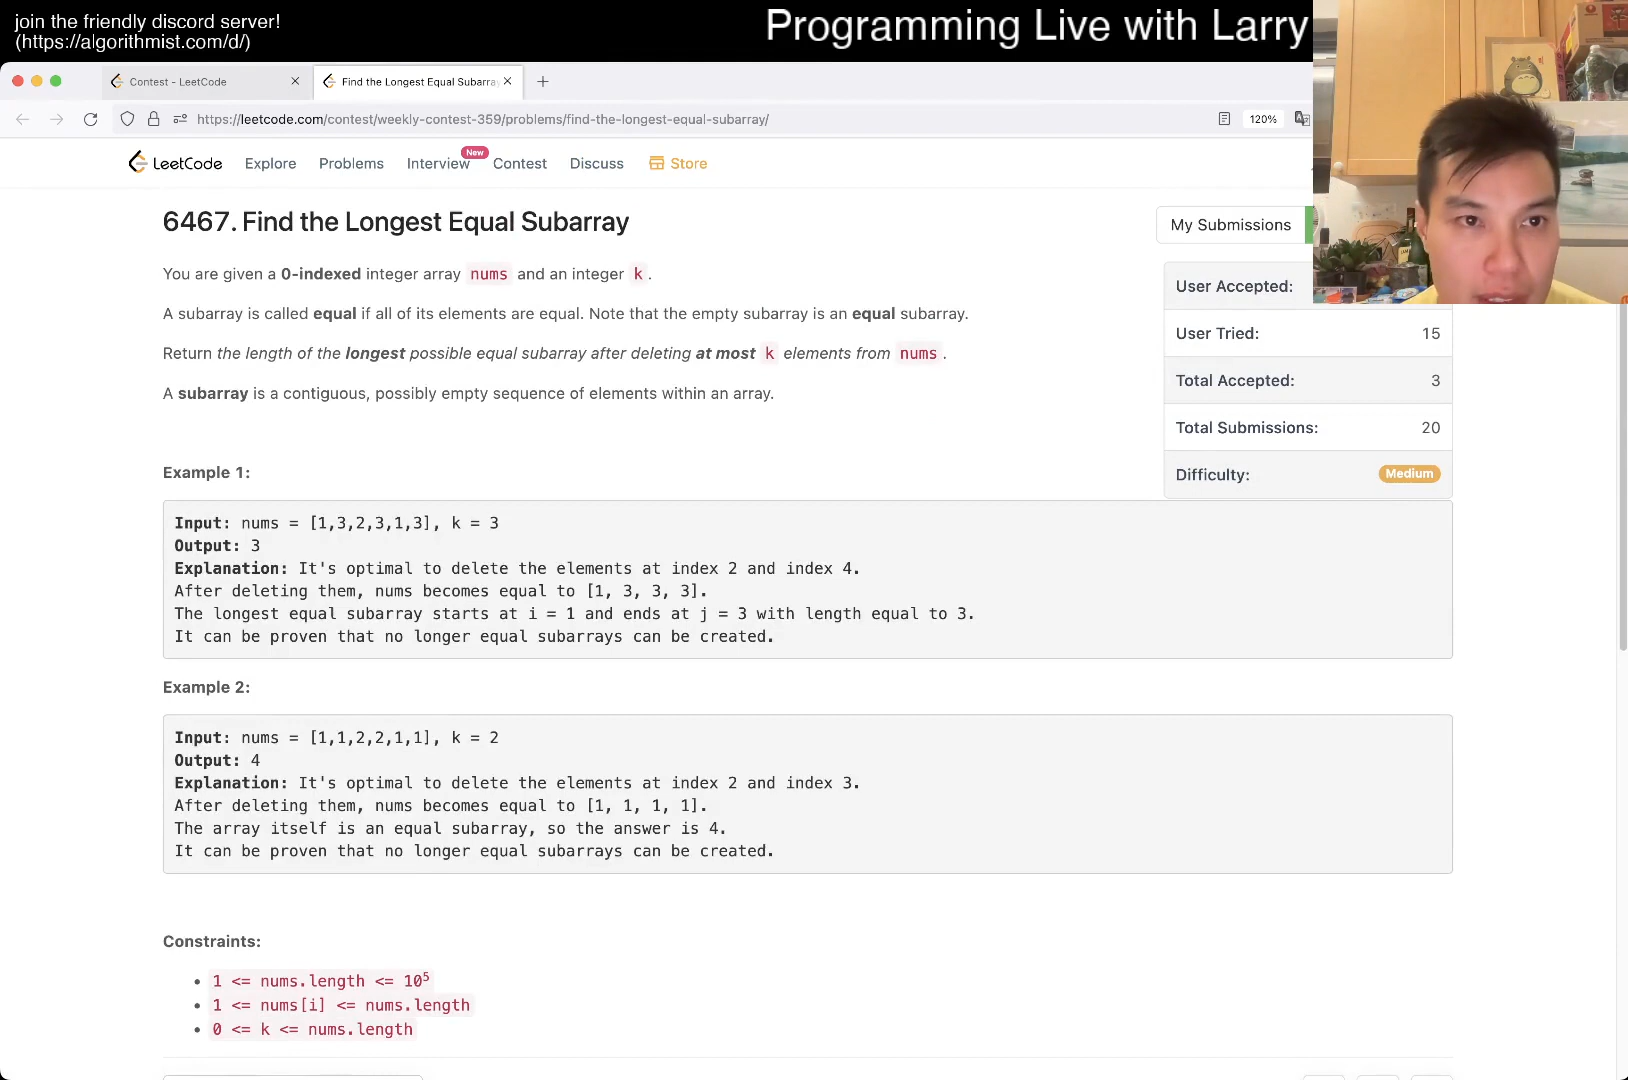 join the friendly discord server!
(https://algorithmist.com/d/)
Programming Live with Larry
Contest - LeetCode
Find the Longest Equal Subarra
https://leetcode.com/contest/weekly-contest-359/problems/find-the-longest-equal-subarray/
120%
LeetCode
Explore
Problems
Interview
New
Contest
Discuss
Store
6467. Find the Longest Equal Subarray
My Submissions
You are given a 0-indexed integer array nums and an integer k.
A subarray is called equal if all of its elements are equal. Note that the empty subarray is an equal subarray.
Return the length of the longest possible equal subarray after deleting at most k elements from nums.
A subarray is a contiguous, possibly empty sequence of elements within an array.
User Accepted:
User Tried: 15
Total Accepted: 3
Total Submissions: 20
Difficulty: Medium
Example 1:
Input: nums = [1,3,2,3,1,3], k = 3
Output: 3
Explanation: It's optimal to delete the elements at index 2 and index 4.
After deleting them, nums becomes equal to [1, 3, 3, 3].
The longest equal subarray starts at i = 1 and ends at j = 3 with length equal to 3.
It can be proven that no longer equal subarrays can be created.
Example 2:
Input: nums = [1,1,2,2,1,1], k = 2
Output: 4
Explanation: It's optimal to delete the elements at index 2 and index 3.
After deleting them, nums becomes equal to [1, 1, 1, 1].
The array itself is an equal subarray, so the answer is 4.
It can be proven that no longer equal subarrays can be created.
Constraints:
1 <= nums.length <= 10⁵
1 <= nums[i] <= nums.length
0 <= k <= nums.length